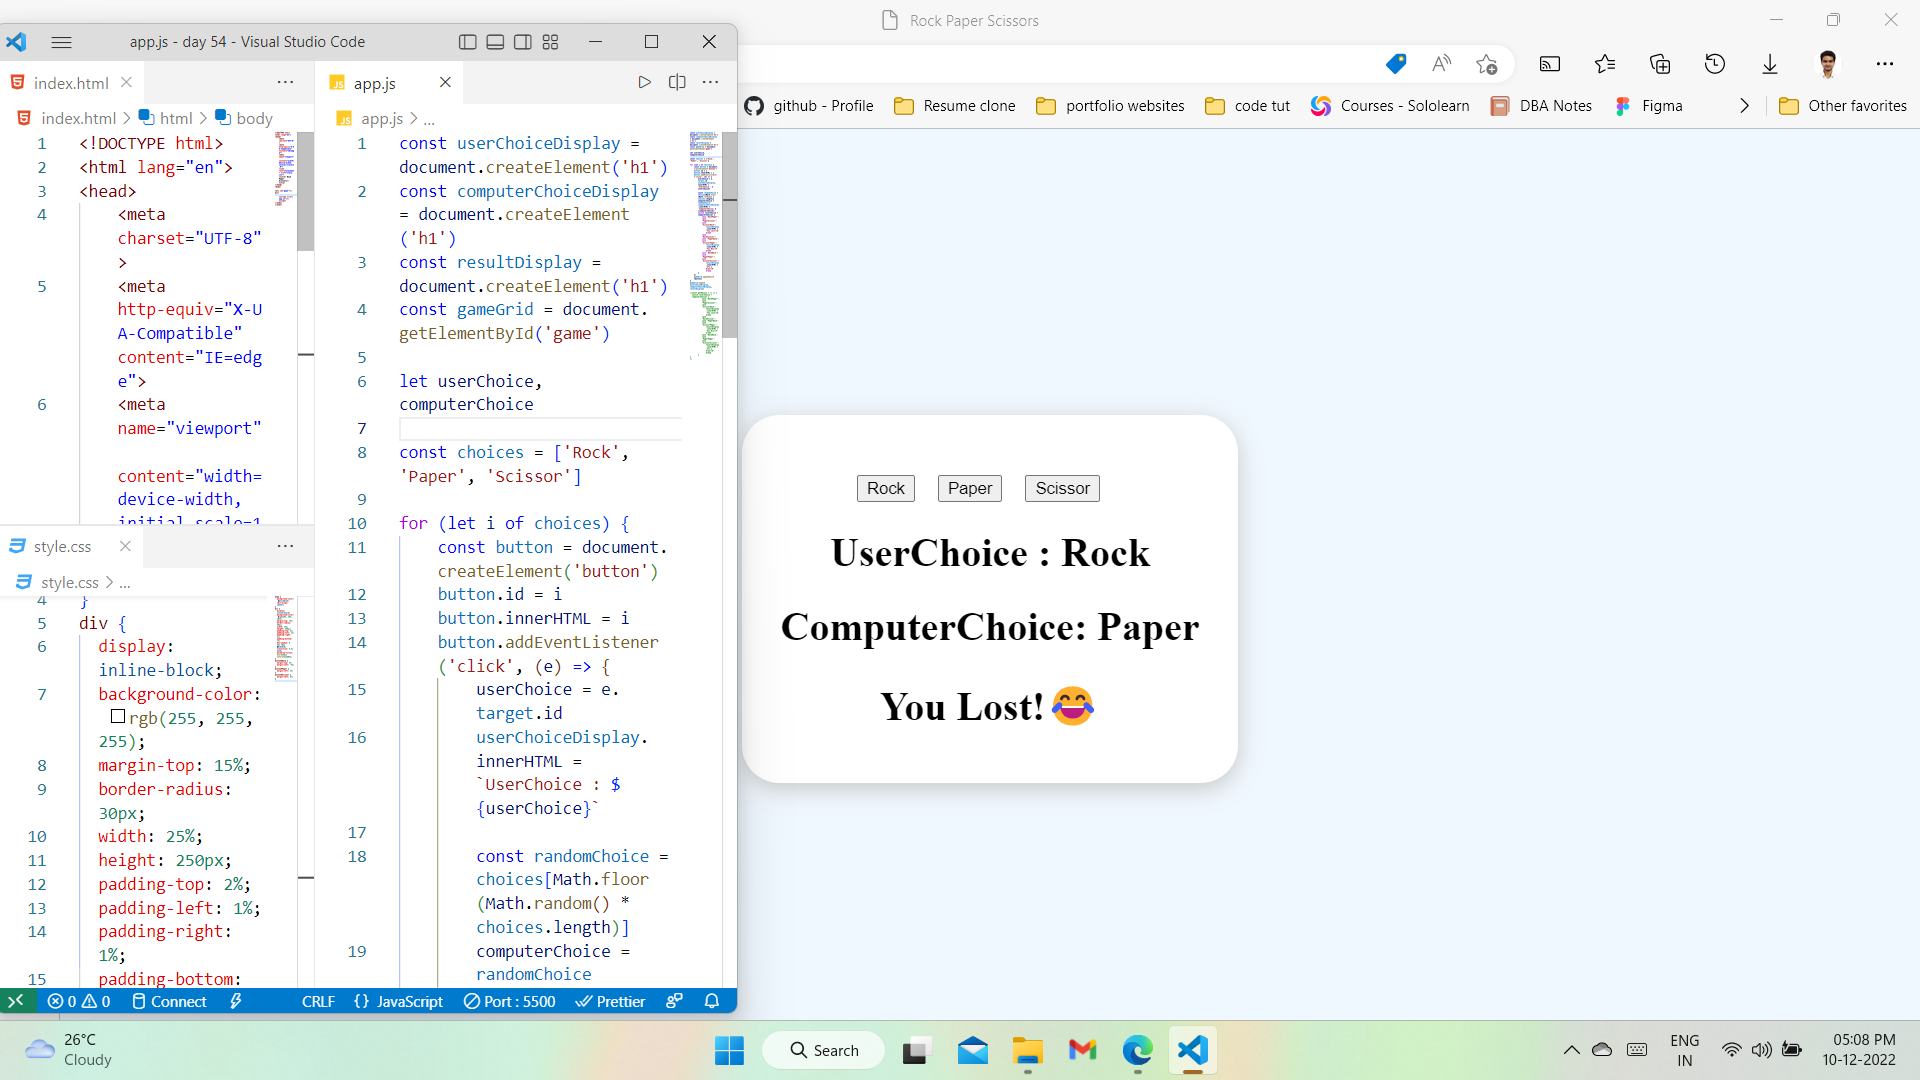 Rock Paper Scissors
app.js - day 54 - Visual Studio Code
index.html
index.html > html > body
1 <!DOCTYPE html>
2 <html lang="en">
3 <head>
4 <meta
charset="UTF-8"
>
5 <meta
http-equiv="X-U
A-Compatible"
content="IE=edg
e">
6 <meta
name="viewport"
content="width=
device-width,
initial-scale=1
style.css
style.css > ...
4 }
5 div {
6 display:
inline-block;
7 background-color:
rgb(255, 255,
255);
8 margin-top: 15%;
9 border-radius:
30px;
10 width: 25%;
11 height: 250px;
12 padding-top: 2%;
13 padding-left: 1%;
14 padding-right:
1%;
15 padding-bottom:
app.js
app.js > ...
1 const userChoiceDisplay =
document.createElement('h1')
2 const computerChoiceDisplay
= document.createElement
('h1')
3 const resultDisplay =
document.createElement('h1')
4 const gameGrid = document.
getElementById('game')
5
6 let userChoice,
computerChoice
7
8 const choices = ['Rock',
'Paper', 'Scissor']
9
10 for (let i of choices) {
11 const button = document.
createElement('button')
12 button.id = i
13 button.innerHTML = i
14 button.addEventListener
('click', (e) => {
15 userChoice = e.
target.id
16 userChoiceDisplay.
innerHTML =
`UserChoice : $
{userChoice}`
17
18 const randomChoice =
choices[Math.floor
(Math.random() *
choices.length)]
19 computerChoice =
randomChoice
0 0 Connect CRLF {} JavaScript Port : 5500 Prettier
github - Profile Resume clone portfolio websites code tut Courses - Sololearn DBA Notes Figma Other favorites
Rock Paper Scissor
UserChoice : Rock
ComputerChoice: Paper
You Lost!😂
26°C
Cloudy
Search
ENG
IN
05:08 PM
10-12-2022